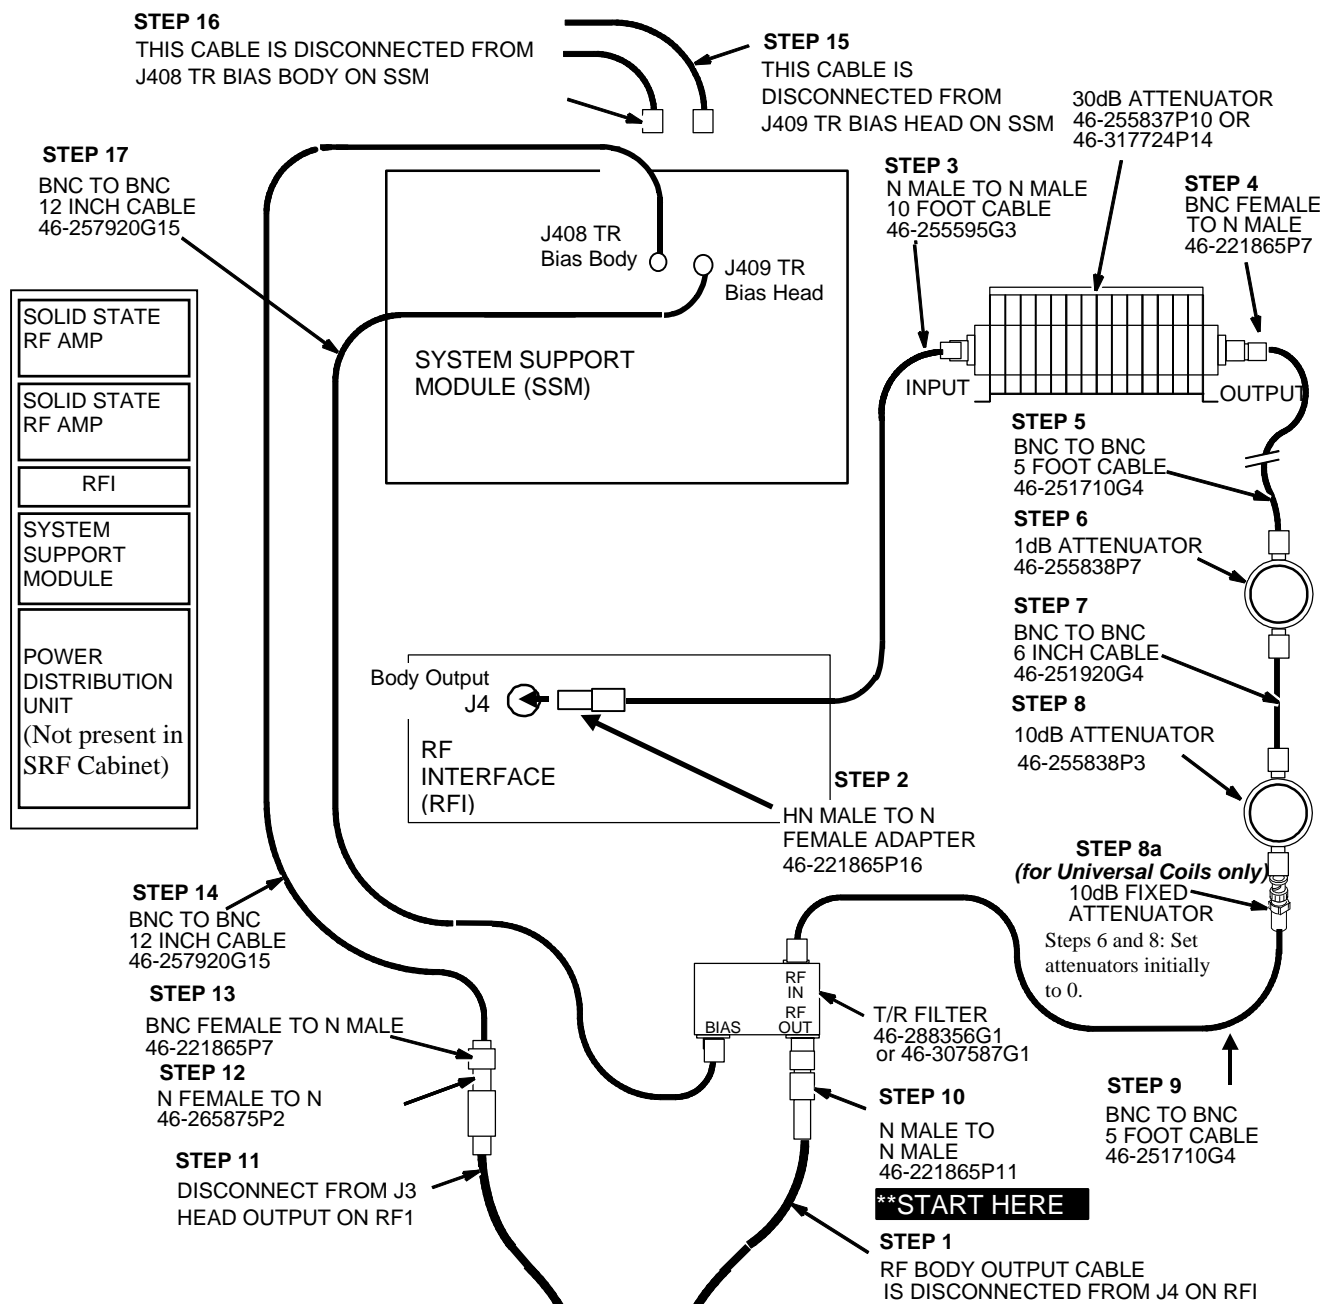 STEP 16
THIS CABLE IS DISCONNECTED FROM
J408 TR BIAS BODY ON SSM
STEP 15
THIS CABLE IS
DISCONNECTED FROM
J409 TR BIAS HEAD ON SSM
30dB ATTENUATOR
46-255837P10 OR
46-317724P14
STEP 17
BNC TO BNC
12 INCH CABLE
46-257920G15
STEP 3
N MALE TO N MALE
10 FOOT CABLE
46-255595G3
STEP 4
BNC FEMALE
TO N MALE
46-221865P7
J408 TR
Bias Body
J409 TR
Bias Head
SYSTEM SUPPORT
MODULE (SSM)
INPUT
OUTPUT
SOLID STATE
RF AMP
SOLID STATE
RF AMP
RFI
SYSTEM
SUPPORT
MODULE
POWER
DISTRIBUTION
UNIT
(Not present in
SRF Cabinet)
STEP 5
BNC TO BNC
5 FOOT CABLE
46-251710G4
STEP 6
1dB ATTENUATOR
46-255838P7
STEP 7
BNC TO BNC
6 INCH CABLE
46-251920G4
STEP 8
10dB ATTENUATOR
46-255838P3
Body Output
J4
RF
INTERFACE
(RFI)
STEP 2
HN MALE TO N
FEMALE ADAPTER
46-221865P16
STEP 8a
(for Universal Coils only)
10dB FIXED
ATTENUATOR
Steps 6 and 8: Set
attenuators initially
to 0.
STEP 14
BNC TO BNC
12 INCH CABLE
46-257920G15
STEP 13
BNC FEMALE TO N MALE
46-221865P7
STEP 12
N FEMALE TO N
46-265875P2
STEP 11
DISCONNECT FROM J3
HEAD OUTPUT ON RF1
RF
IN
RF
OUT
BIAS
T/R FILTER
46-288356G1
or 46-307587G1
STEP 10
N MALE TO
N MALE
46-221865P11
STEP 9
BNC TO BNC
5 FOOT CABLE
46-251710G4
**START HERE
STEP 1
RF BODY OUTPUT CABLE
IS DISCONNECTED FROM J4 ON RFI